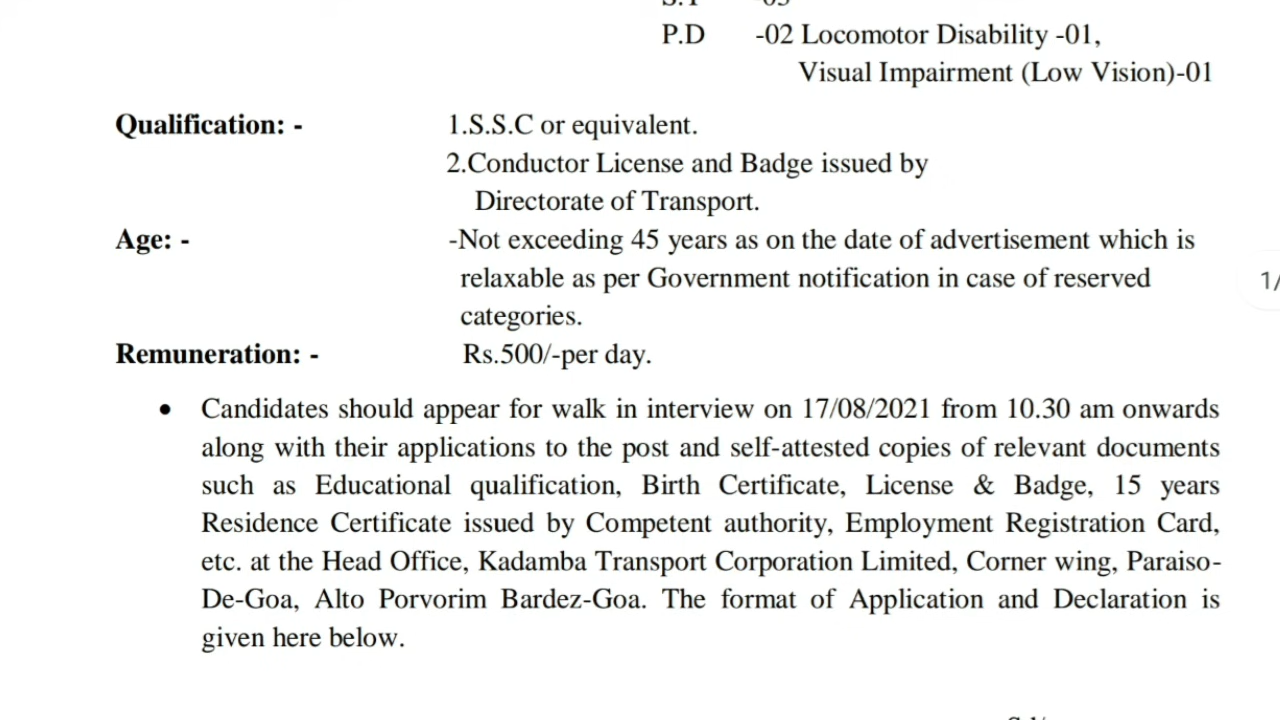 P.D -02 Locomotor Disability -01,
Visual Impairment (Low Vision)-01
Qualification: - 1.S.S.C or equivalent.
2.Conductor License and Badge issued by
Directorate of Transport.
Age: - -Not exceeding 45 years as on the date of advertisement which is
relaxable as per Government notification in case of reserved
categories.
Remuneration: - Rs.500/-per day.
• Candidates should appear for walk in interview on 17/08/2021 from 10.30 am onwards
along with their applications to the post and self-attested copies of relevant documents
such as Educational qualification, Birth Certificate, License & Badge, 15 years
Residence Certificate issued by Competent authority, Employment Registration Card,
etc. at the Head Office, Kadamba Transport Corporation Limited, Corner wing, Paraiso-
De-Goa, Alto Porvorim Bardez-Goa. The format of Application and Declaration is
given here below.
1/